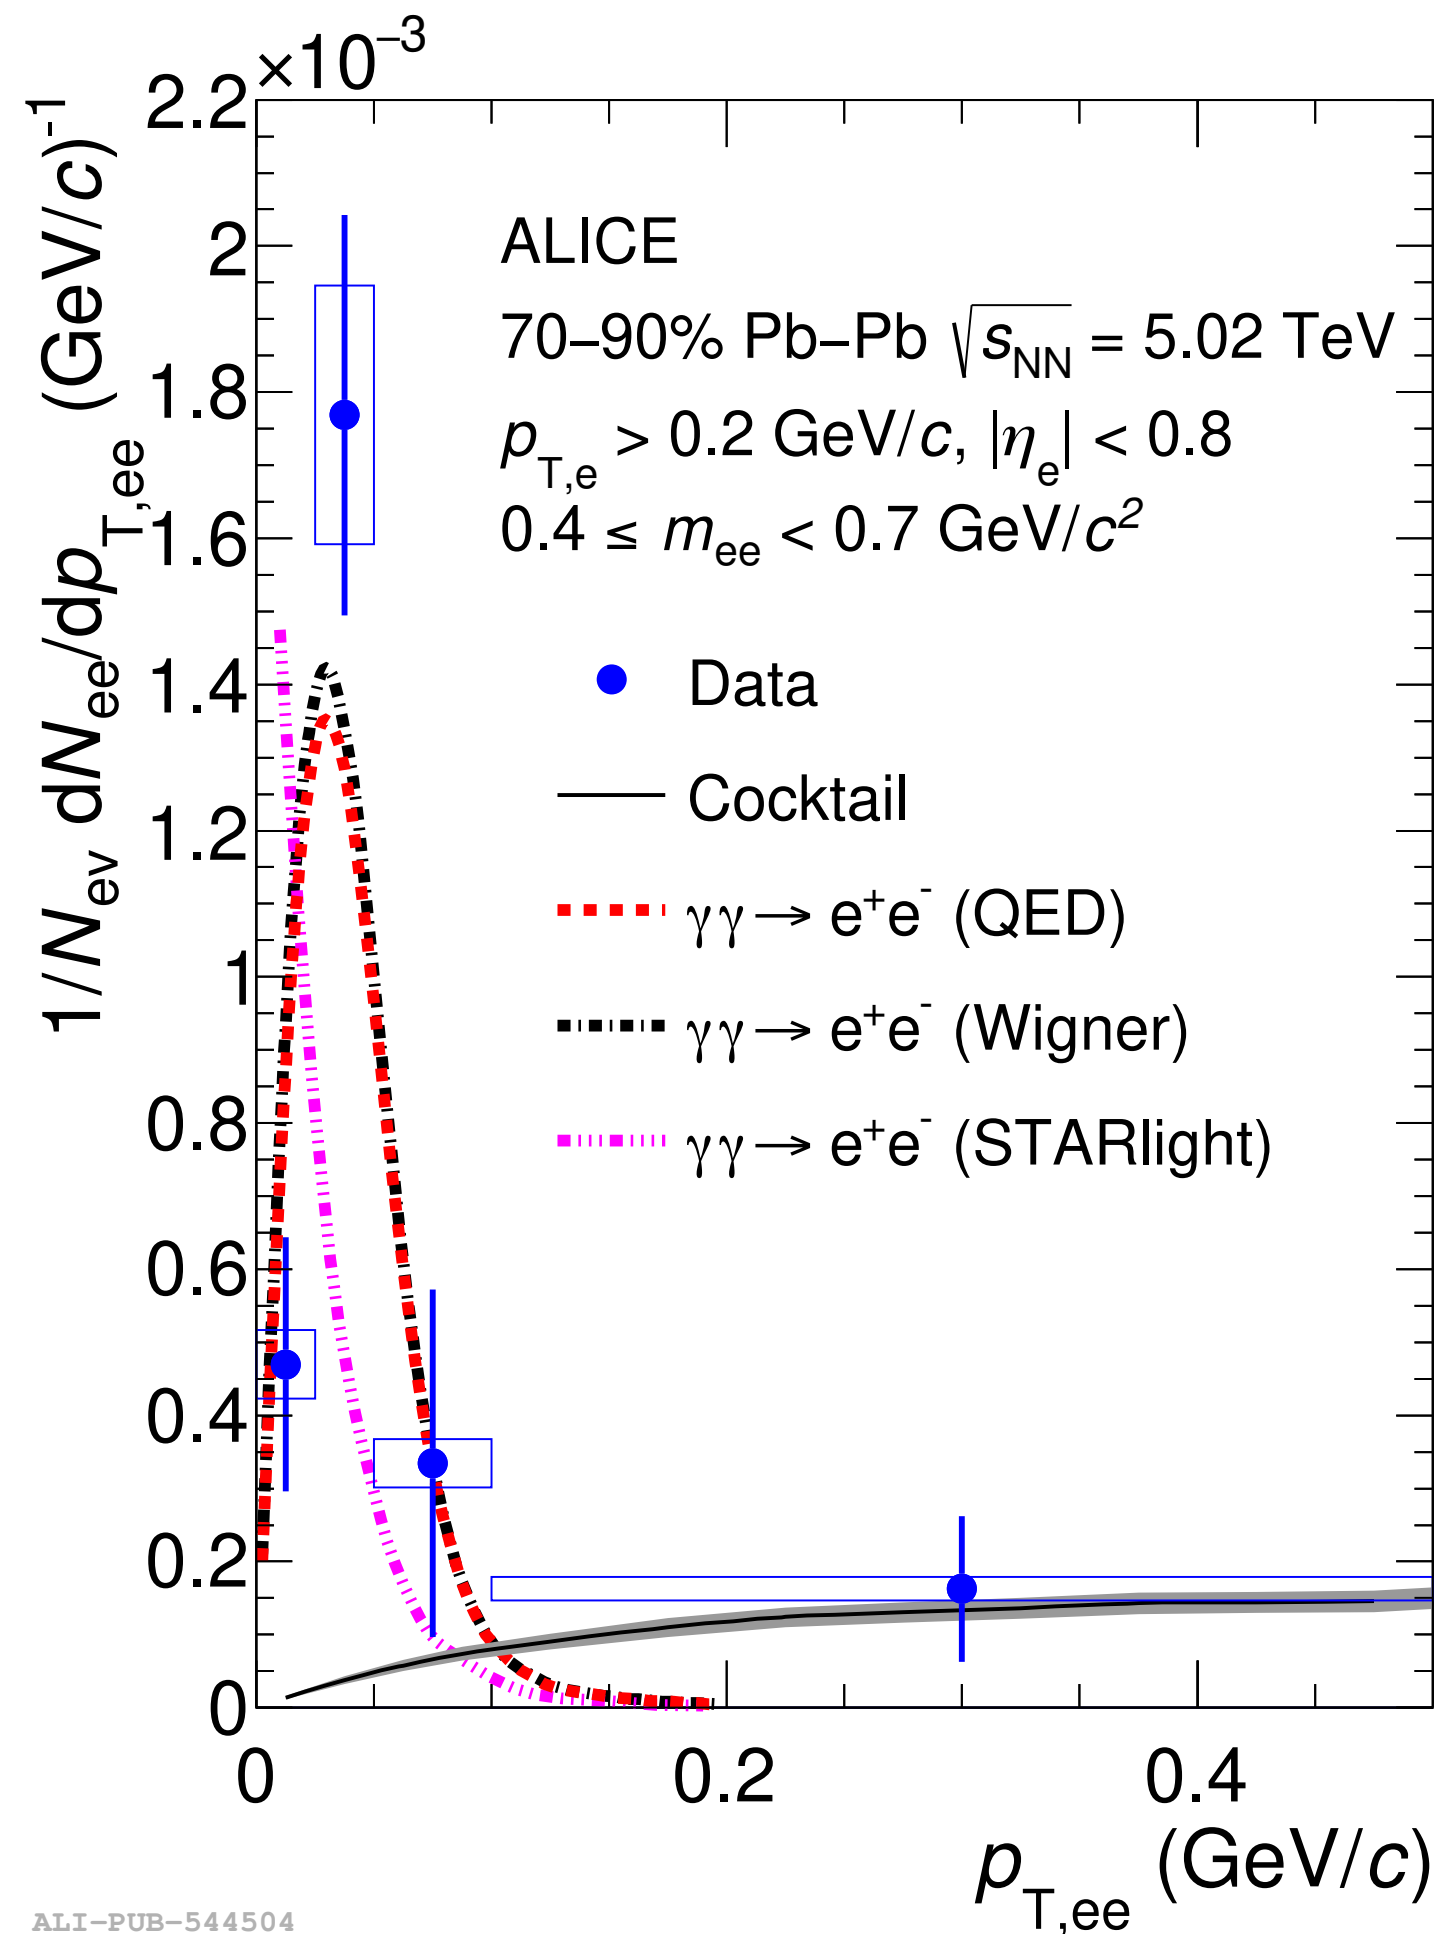 ×10⁻³
1/N_ev dN_ee/dp_T,ee (GeV/c)⁻¹
2.2
2
1.8
1.6
1.4
1.2
1
0.8
0.6
0.4
0.2
0
ALICE
70–90% Pb–Pb √s_NN = 5.02 TeV
p_T,e > 0.2 GeV/c, |η_e| < 0.8
0.4 ≤ m_ee < 0.7 GeV/c²
Data
Cocktail
γγ → e⁺e⁻ (QED)
γγ → e⁺e⁻ (Wigner)
γγ → e⁺e⁻ (STARlight)
0 0.2 0.4
p_T,ee (GeV/c)
ALI-PUB-544504